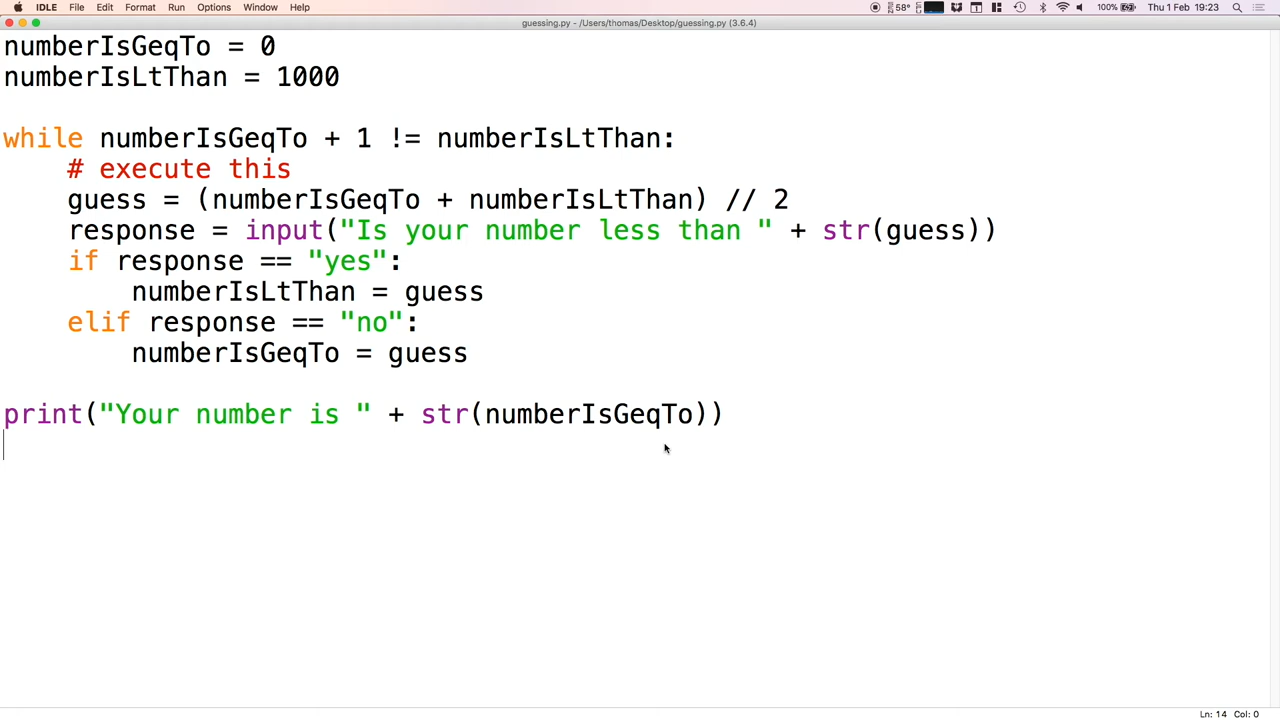 IDLE File Edit Format Run Options Window Help 58° 100% Thu 1 Feb 19:23
guessing.py - /Users/thomas/Desktop/guessing.py (3.6.4)
numberIsGeqTo = 0
numberIsLtThan = 1000
while numberIsGeqTo + 1 != numberIsLtThan:
    # execute this
    guess = (numberIsGeqTo + numberIsLtThan) // 2
    response = input("Is your number less than " + str(guess))
    if response == "yes":
        numberIsLtThan = guess
    elif response == "no":
        numberIsGeqTo = guess
print("Your number is " + str(numberIsGeqTo))
Ln: 14 Col: 0